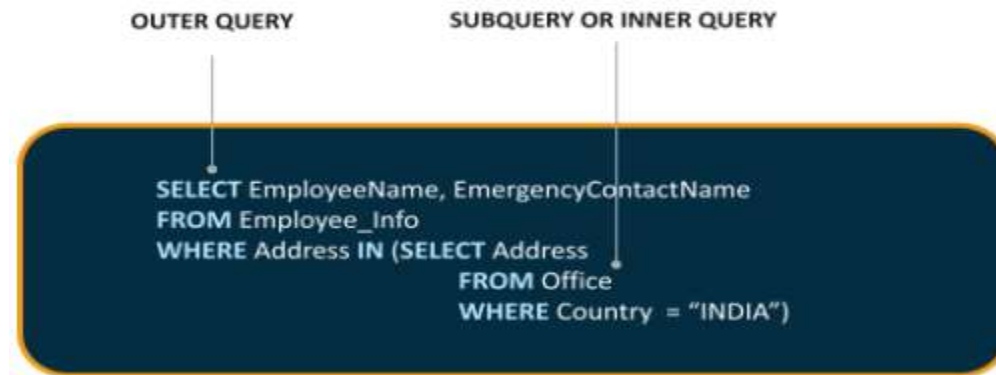 OUTER QUERY
SUBQUERY OR INNER QUERY
SELECT EmployeeName, EmergencyContactName
FROM Employee_Info
WHERE Address IN (SELECT Address
FROM Office
WHERE Country = “INDIA”)